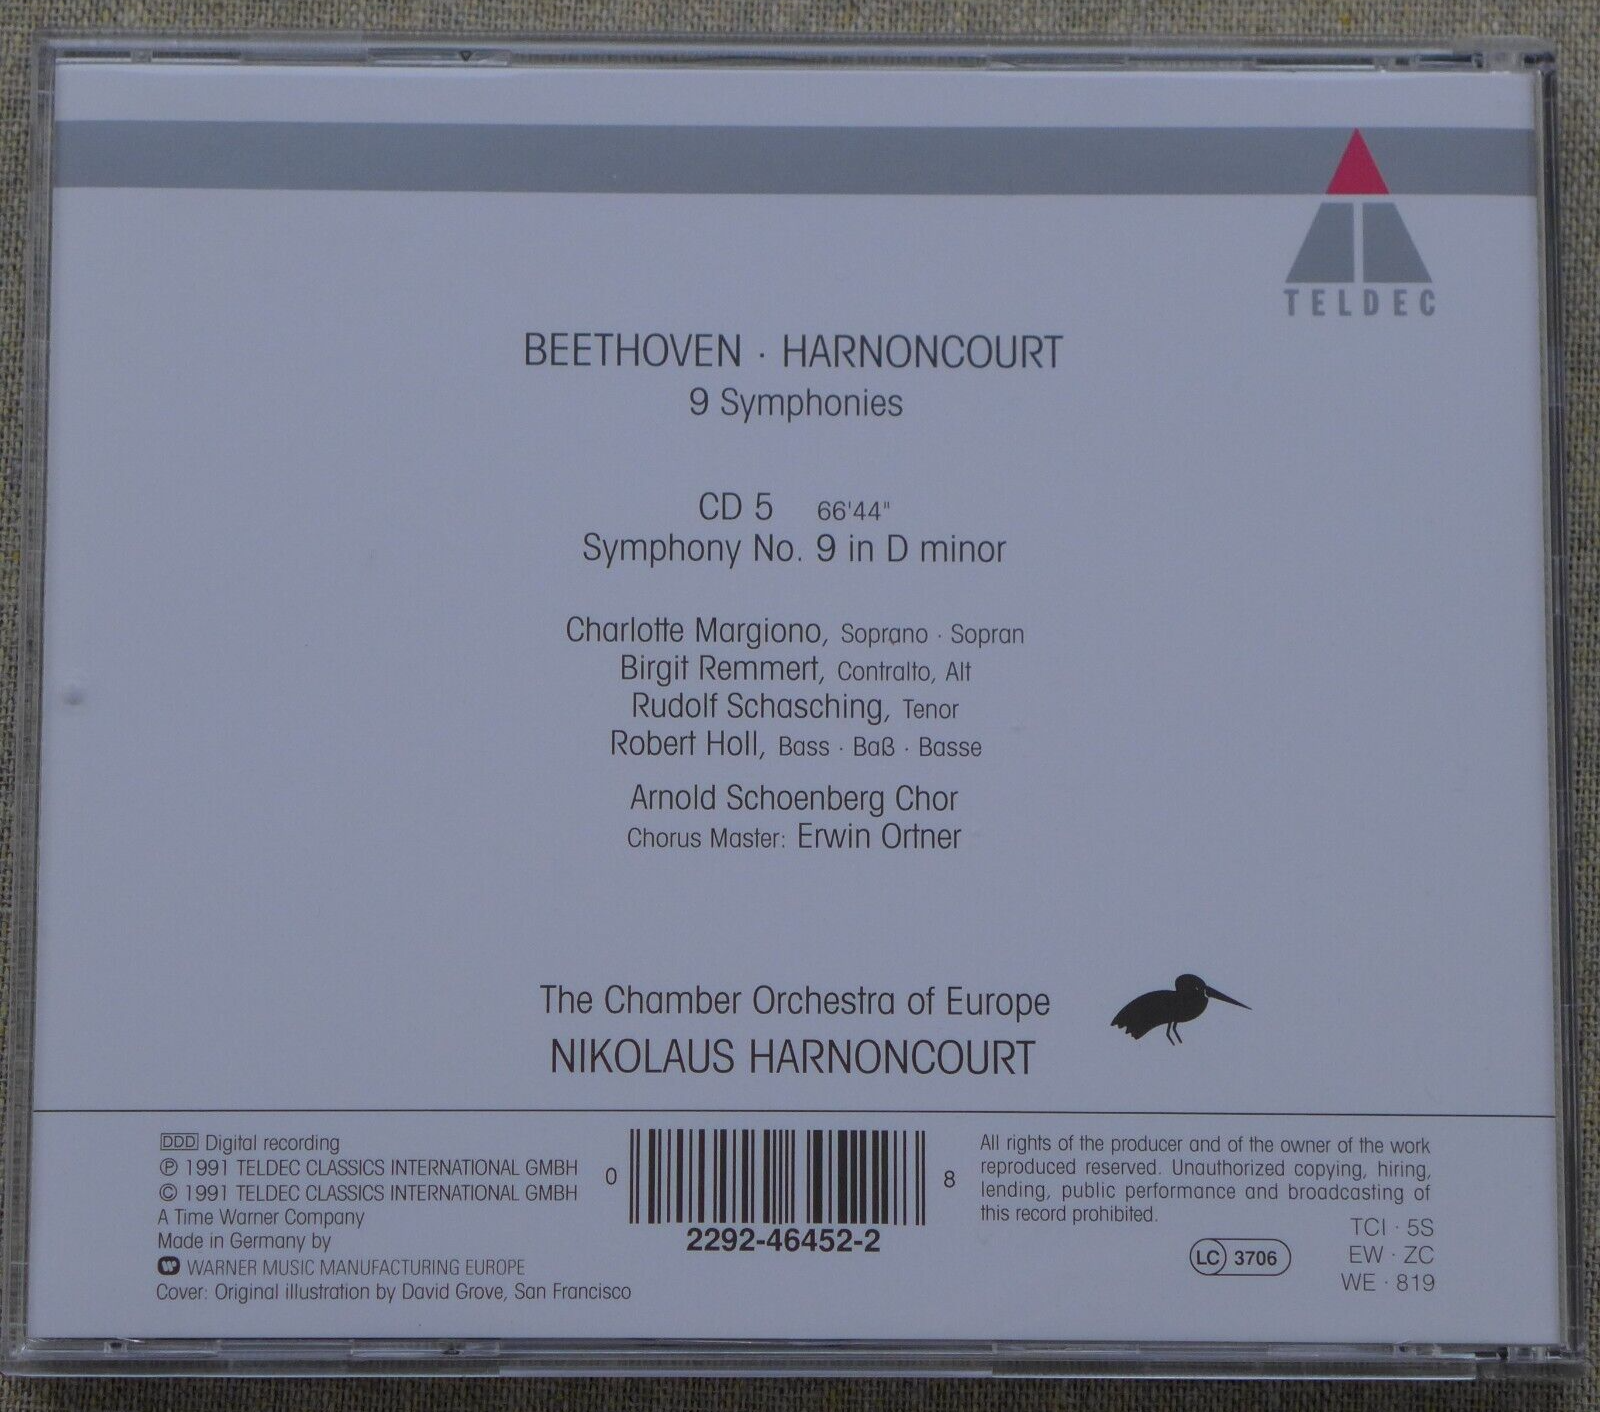 TELDEC
BEETHOVEN · HARNONCOURT
9 Symphonies
CD 5 66'44"
Symphony No. 9 in D minor
Charlotte Margiono, Soprano · Sopran
Birgit Remmert, Contralto, Alt
Rudolf Schasching, Tenor
Robert Holl, Bass · Baß · Basse
Arnold Schoenberg Chor
Chorus Master: Erwin Ortner
The Chamber Orchestra of Europe
NIKOLAUS HARNONCOURT
DDD Digital recording
℗ 1991 TELDEC CLASSICS INTERNATIONAL GMBH
© 1991 TELDEC CLASSICS INTERNATIONAL GMBH
A Time Warner Company
Made in Germany by
WARNER MUSIC MANUFACTURING EUROPE
Cover: Original illustration by David Grove, San Francisco
0 8
2292-46452-2
All rights of the producer and of the owner of the work
reproduced reserved. Unauthorized copying, hiring,
lending, public performance and broadcasting of
this record prohibited.
LC 3706
TCI · 5S
EW · ZC
WE · 819